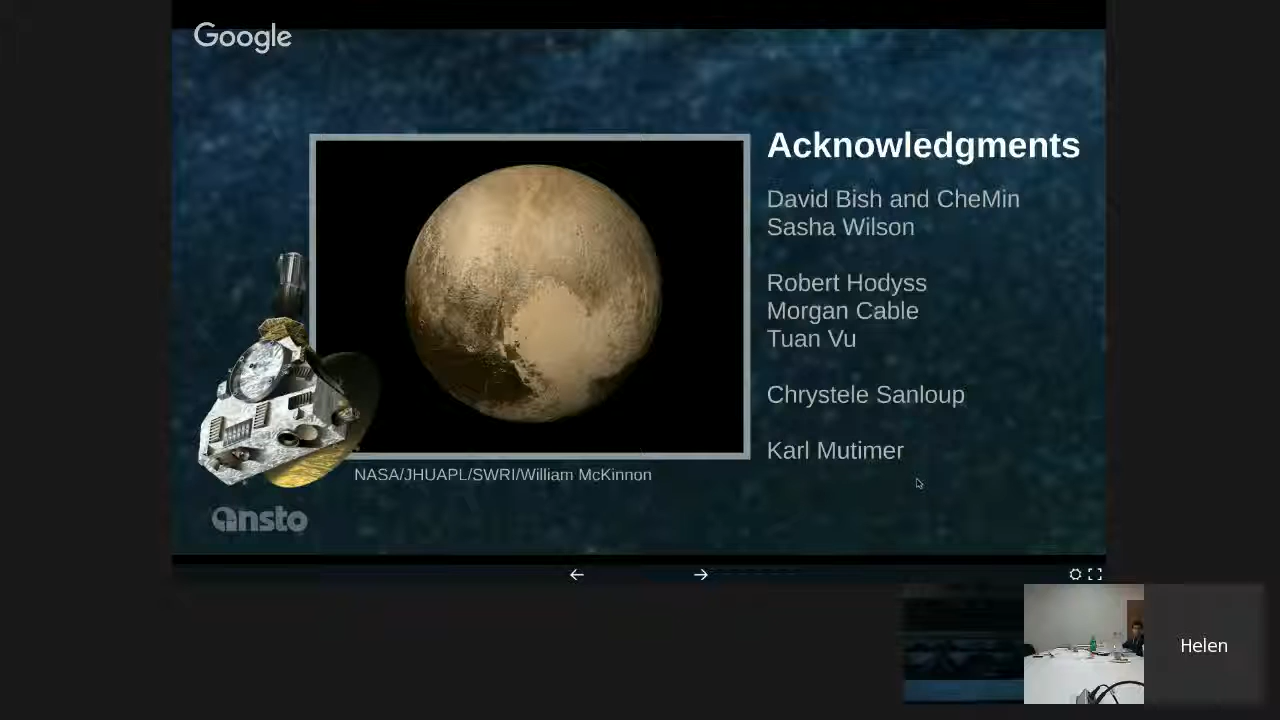 Google
Acknowledgments
David Bish and CheMin
Sasha Wilson
Robert Hodyss
Morgan Cable
Tuan Vu
Chrystele Sanloup
Karl Mutimer
NASA/JHUAPL/SWRI/William McKinnon
ansto
Helen